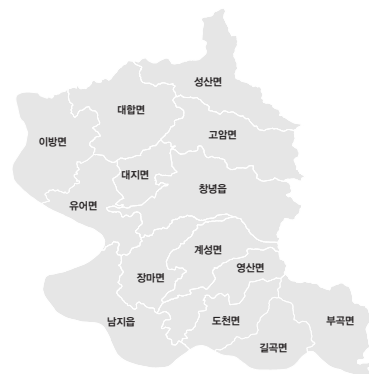 성산면
대합면
고암면
이방면
대지면
창녕읍
유어면
계성면
영산면
장마면
남지읍
도천면
부곡면
길곡면